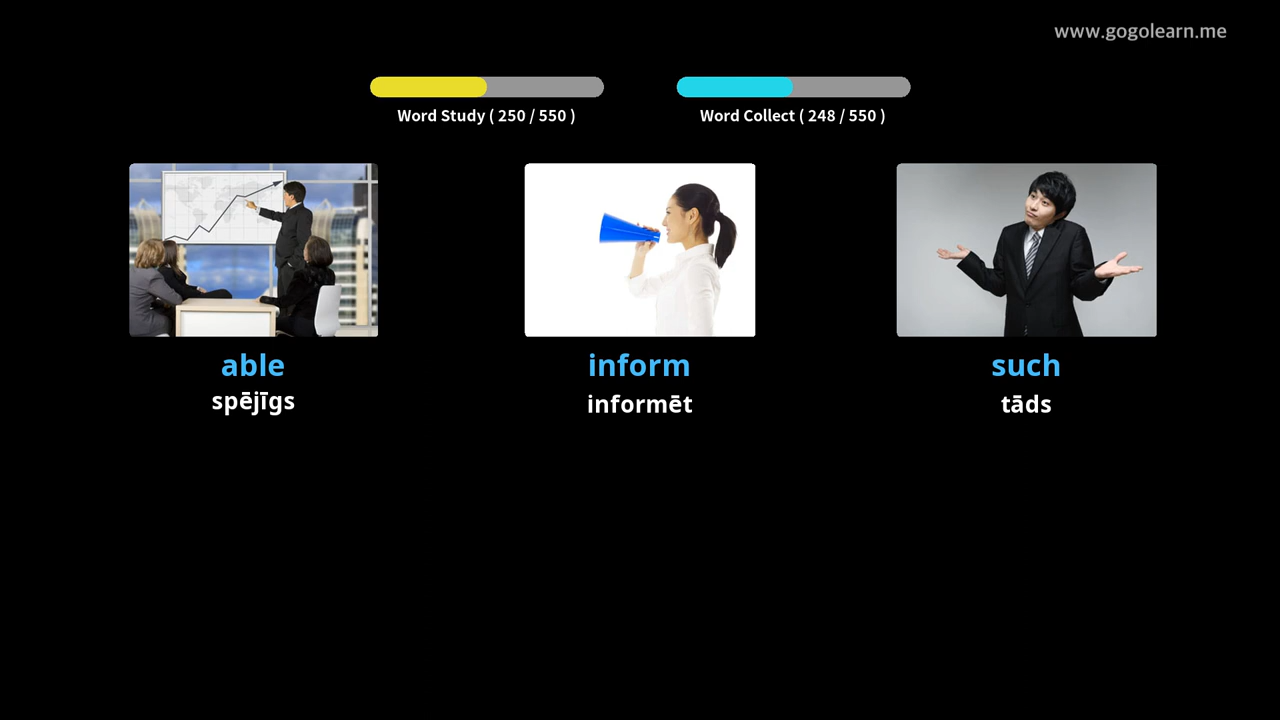 www.gogolearn.me
Word Study ( 250 / 550 )
Word Collect ( 248 / 550 )
able
spējīgs
inform
informēt
such
tāds